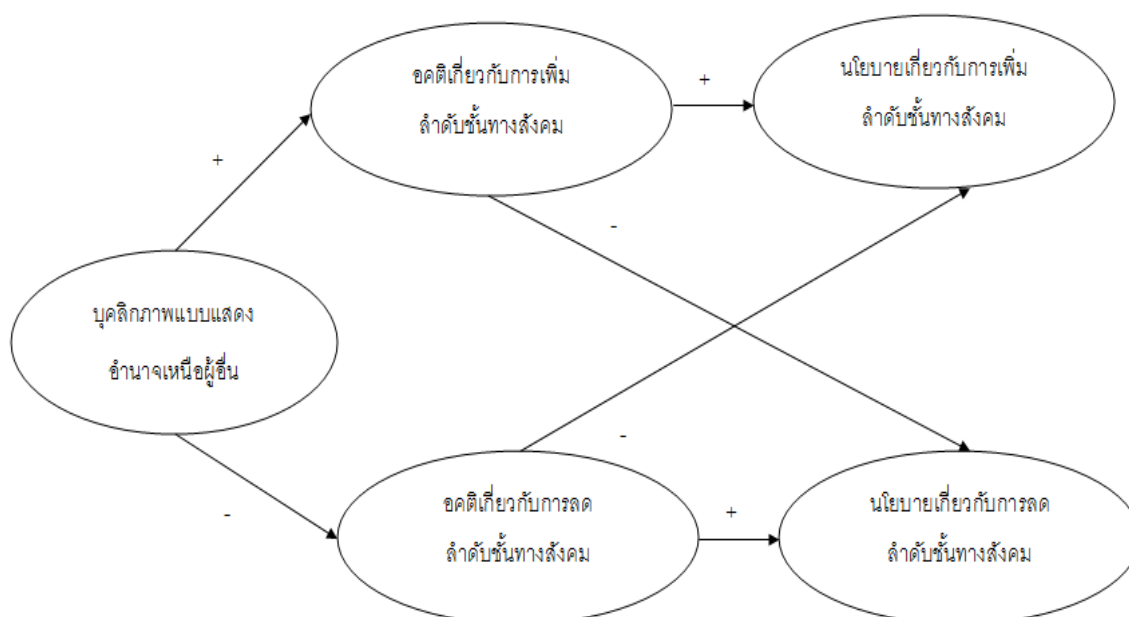 อคติเกี่ยวกับการเพิ่ม
ลำดับชั้นทางสังคม
+
นโยบายเกี่ยวกับการเพิ่ม
ลำดับชั้นทางสังคม
+
-
บุคลิกภาพแบบแสดง
อำนาจเหนือผู้อื่น
-
-
อคติเกี่ยวกับการลด
ลำดับชั้นทางสังคม
+
นโยบายเกี่ยวกับการลด
ลำดับชั้นทางสังคม